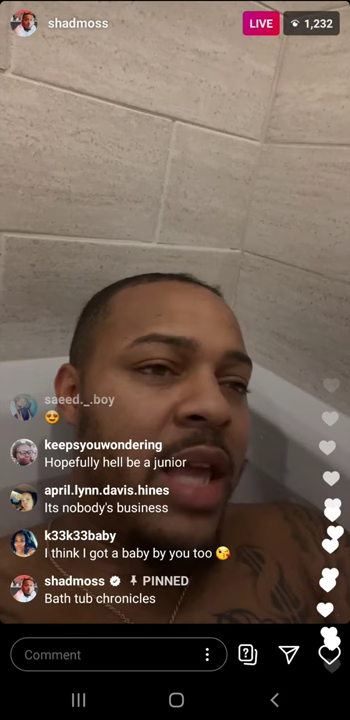 shadmoss
LIVE
1,232
saeed._.boy
😍
keepsyouwondering
Hopefully hell be a junior
april.lynn.davis.hines
Its nobody's business
k33k33baby
I think I got a baby by you too 😘
shadmoss PINNED
Bath tub chronicles
Comment